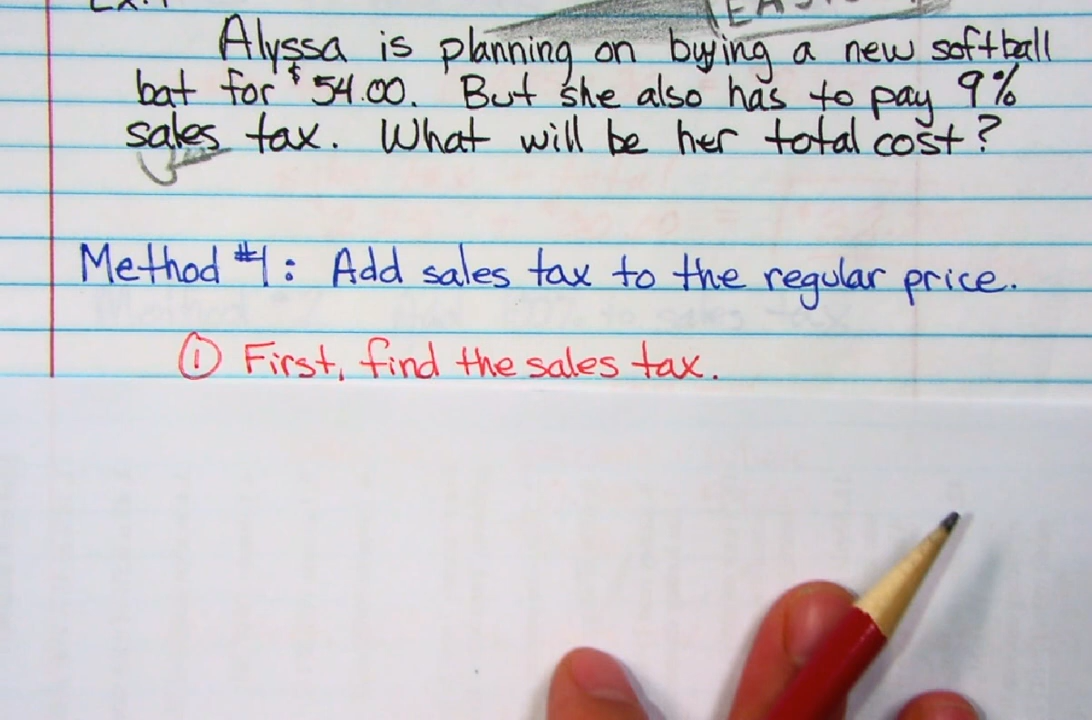 Alyssa is planning on buying a new softball
bat for $54.00. But she also has to pay 9%
sales tax. What will be her total cost?
Method #1: Add sales tax to the regular price.
① First, find the sales tax.